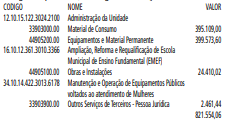 CODIGO NOME VALOR
12.10.15.122.3024.2100 Administração da Unidade
33903000.00 Material de Consumo 395.109,00
44905200.00 Equipamentos e Material Permanente 399.573,60
16.10.12.361.3010.3366 Ampliação, Reforma e Requalificação de Escola
Municipal de Ensino Fundamental (EMEF)
44905100.00 Obras e Instalações 24.410,02
34.10.14.422.3013.6178 Manutenção e Operação de Equipamentos Públicos
voltados ao atendimento de Mulheres
33903900.00 Outros Serviços de Terceiros - Pessoa Jurídica 2.461,44
821.554,06